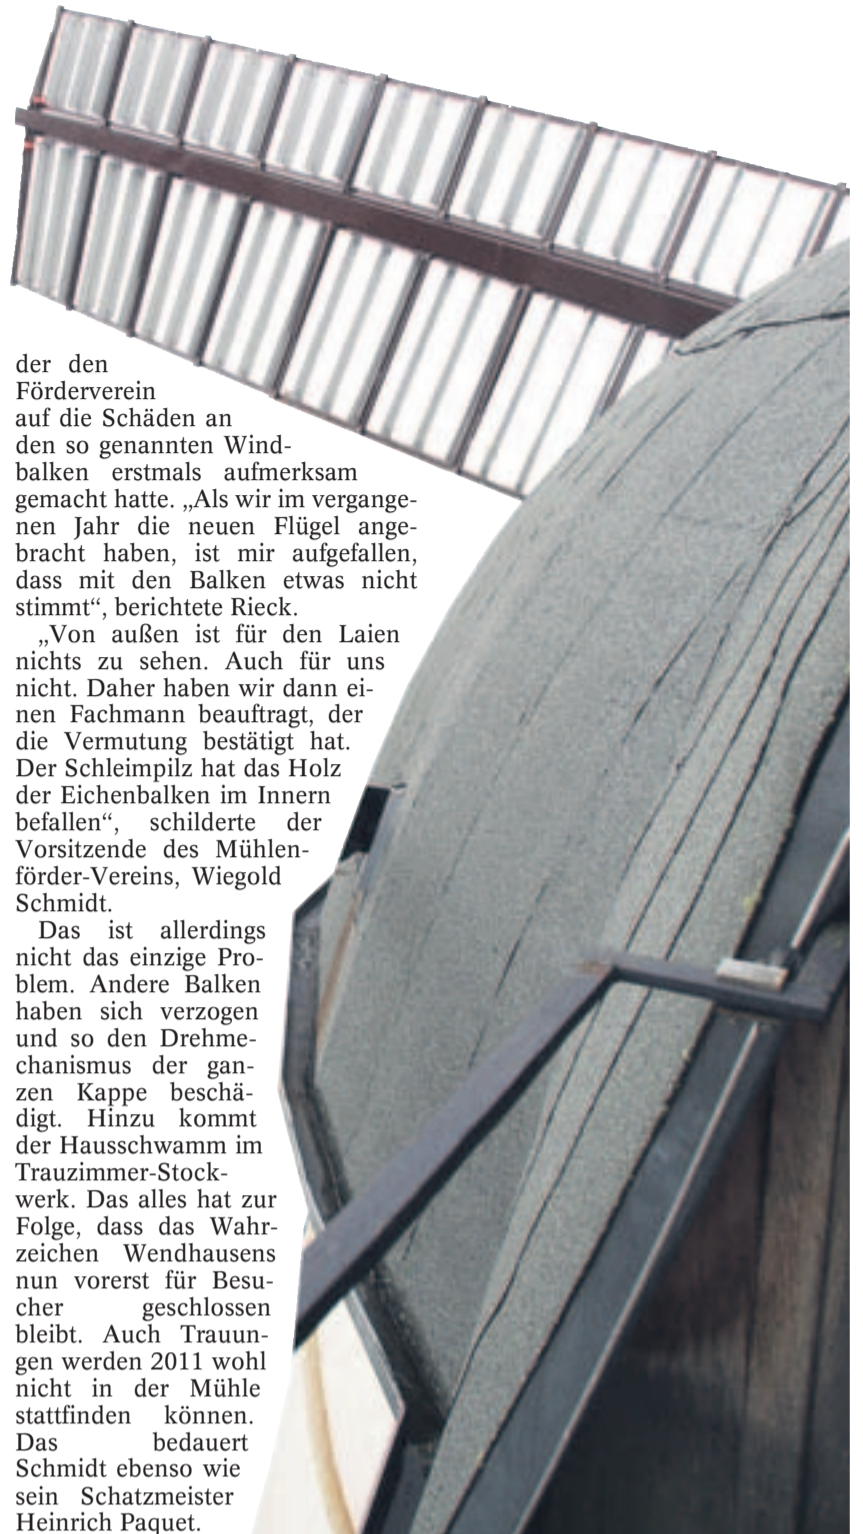 der den
Förderverein
auf die Schäden an
den so genannten Wind-
balken erstmals aufmerksam
gemacht hatte. „Als wir im vergange-
nen Jahr die neuen Flügel ange-
bracht haben, ist mir aufgefallen,
dass mit den Balken etwas nicht
stimmt“, berichtete Rieck.
„Von außen ist für den Laien
nichts zu sehen. Auch für uns
nicht. Daher haben wir dann ei-
nen Fachmann beauftragt, der
die Vermutung bestätigt hat.
Der Schleimpilz hat das Holz
der Eichenbalken im Innern
befallen“, schilderte der
Vorsitzende des Mühlen-
förder-Vereins, Wiegold
Schmidt.
Das ist allerdings
nicht das einzige Pro-
blem. Andere Balken
haben sich verzogen
und so den Drehme-
chanismus der gan-
zen Kappe beschä-
digt. Hinzu kommt
der Hausschwamm im
Trauzimmer-Stock-
werk. Das alles hat zur
Folge, dass das Wahr-
zeichen Wendhausens
nun vorerst für Besu-
cher geschlossen
bleibt. Auch Trauun-
gen werden 2011 wohl
nicht in der Mühle
stattfinden können.
Das bedauert
Schmidt ebenso wie
sein Schatzmeister
Heinrich Paquet.